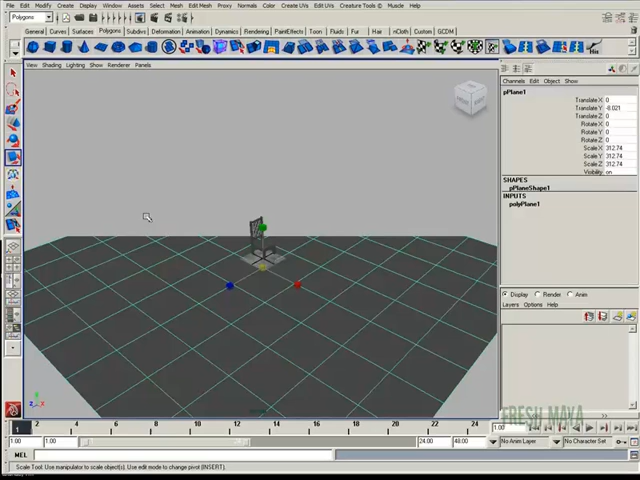 Edit Modify Create Display Window Assets Select Mesh Edit Mesh Proxy Normals Color Create UVs Edit UVs Creature Tools Muscle Help
Polygons
General Curves Surfaces Polygons Subdivs Deformation Animation Dynamics Rendering PaintEffects Toon Fluids Fur Hair nCloth Custom GCDM
View Shading Lighting Show Renderer Panels
Channels Edit Object Show
pPlane1
Translate X 0
Translate Y -8.021
Translate Z 0
Rotate X 0
Rotate Y 0
Rotate Z 0
Scale X 312.74
Scale Y 312.74
Scale Z 312.74
Visibility on
SHAPES
pPlaneShape1
INPUTS
polyPlane1
Display Render Anim
Layers Options Help
FRESH MAYA
1 2 4 6 8 10 12 14 16 18 20 22 24 1.00
1.00 1.00 24.00 48.00 No Anim Layer No Character Set
MEL
Scale Tool: Use manipulator to scale object(s). Use edit mode to change pivot (INSERT).